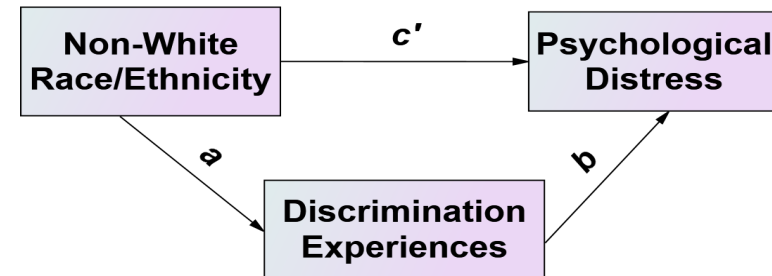 Non-White
Race/Ethnicity
c'
Psychological
Distress
a
b
Discrimination
Experiences